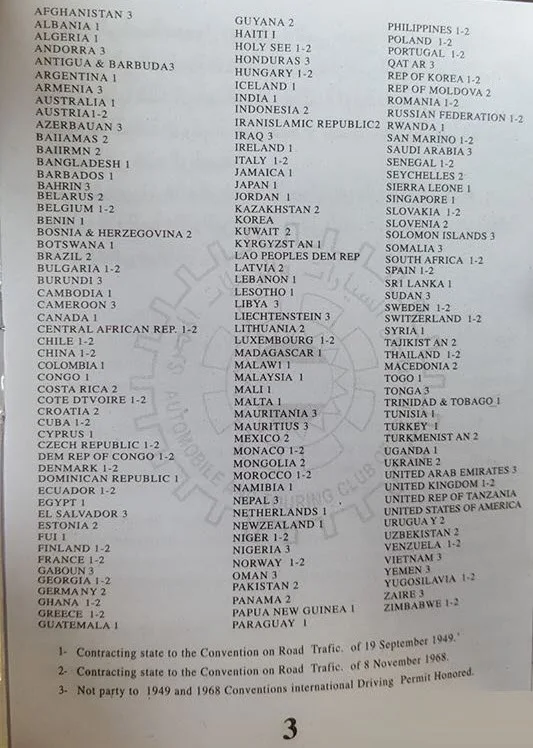 AFGHANISTAN 3
ALBANIA 1
ALGERIA 1
ANDORRA 3
ANTIGUA & BARBUDA3
ARGENTINA 1
ARMENIA 3
AUSTRALIA 1
AUSTRIA1-2
AZERBAUAN 3
BAIIAMAS 2
BAIIRMN 2
BANGLADESH 1
BARBADOS 1
BAHRIN 3
BELARUS 2
BELGIUM 1-2
BENIN 1
BOSNIA & HERZEGOVINA 2
BOTSWANA 1
BRAZIL 2
BULGARIA 1-2
BURUNDI 3
CAMBODIA 1
CAMEROON 3
CANADA 1
CENTRAL AFRICAN REP. 1-2
CHILE 1-2
CHINA 1-2
COLOMBIA 1
CONGO 1
COSTA RICA 2
COTE DTVOIRE 1-2
CROATIA 2
CUBA 1-2
CYPRUS 1
CZECH REPUBLIC 1-2
DEM REP OF CONGO 1-2
DENMARK 1-2
DOMINICAN REPUBLIC 1
ECUADOR 1-2
EGYPT 1
EL SALVADOR 3
ESTONIA 2
FUI 1
FINLAND 1-2
FRANCE 1-2
GABOUN 3
GEORGIA 1-2
GERMANY 2
GHANA 1-2
GREECE 1-2
GUATEMALA 1
GUYANA 2
HAITI 1
HOLY SEE 1-2
HONDURAS 3
HUNGARY 1-2
ICELAND 1
INDIA 1
INDONESIA 2
IRANISLAMIC REPUBLIC2
IRAQ 3
IRELAND 1
ITALY 1-2
JAMAICA 1
JAPAN 1
JORDAN 1
KAZAKHSTAN 2
KOREA
KUWAIT 2
KYRGYZST AN 1
LAO PEOPLES DEM REP
LATVIA 2
LEBANON 1
LESOTHO 1
LIBYA 3
LIECHTENSTEIN 3
LITHUANIA 2
LUXEMBOURG 1-2
MADAGASCAR 1
MALAW1 1
MALAYSIA 1
MALI 1
MALTA 1
MAURITANIA 3
MAURITIUS 3
MEXICO 2
MONACO 1-2
MONGOLIA 2
MOROCCO 1-2
NAMIBIA 1
NEPAL 3
NETHERLANDS 1
NEWZEALAND 1
NIGER 1-2
NIGERIA 3
NORWAY 1-2
OMAN 3
PAKISTAN 2
PANAMA 2
PAPUA NEW GUINEA 1
PARAGUAY 1
PHILIPPINES 1-2
POLAND 1-2
PORTUGAL 1-2
QAT AR 3
REP OF KOREA 1-2
REP OF MOLDOVA 2
ROMANIA 1-2
RUSSIAN FEDERATION 1-2
RWANDA 1
SAN MARINO 1-2
SAUDI ARABIA 3
SENEGAL 1-2
SEYCHELLES 2
SIERRA LEONE 1
SINGAPORE 1
SLOVAKIA 1-2
SLOVENIA 2
SOLOMON ISLANDS 3
SOMALIA 3
SOUTH AFRICA 1-2
SPAIN 1-2
SRI LANKA 1
SUDAN 3
SWEDEN 1-2
SWITZERLAND 1-2
SYRIA 1
TAJIKIST AN 2
THAILAND 1-2
MACEDONIA 2
TOGO 1
TONGA 3
TRINIDAD & TOBAGO 1
TUNISIA 1
TURKEY 1
TURKMENIST AN 2
UGANDA 1
UKRAINE 2
UNITED ARAB EMIRATES 3
UNITED KINGDOM 1-2
UNITED REP OF TANZANIA
UNITED STATES OF AMERICA
URUGUA Y 2
UZBEKISTAN 2
VENZUELA 1-2
VIETNAM 3
YEMEN 3
YUGOSILAVIA 1-2
ZAIRE 3
ZIMBABWE 1-2
1- Contracting state to the Convention on Road Trafic. of 19 September 1949.
2- Contracting state to the Convention on Road Trafic. of 8 November 1968.
3- Not party to 1949 and 1968 Conventions international Driving Permit Honored.
3